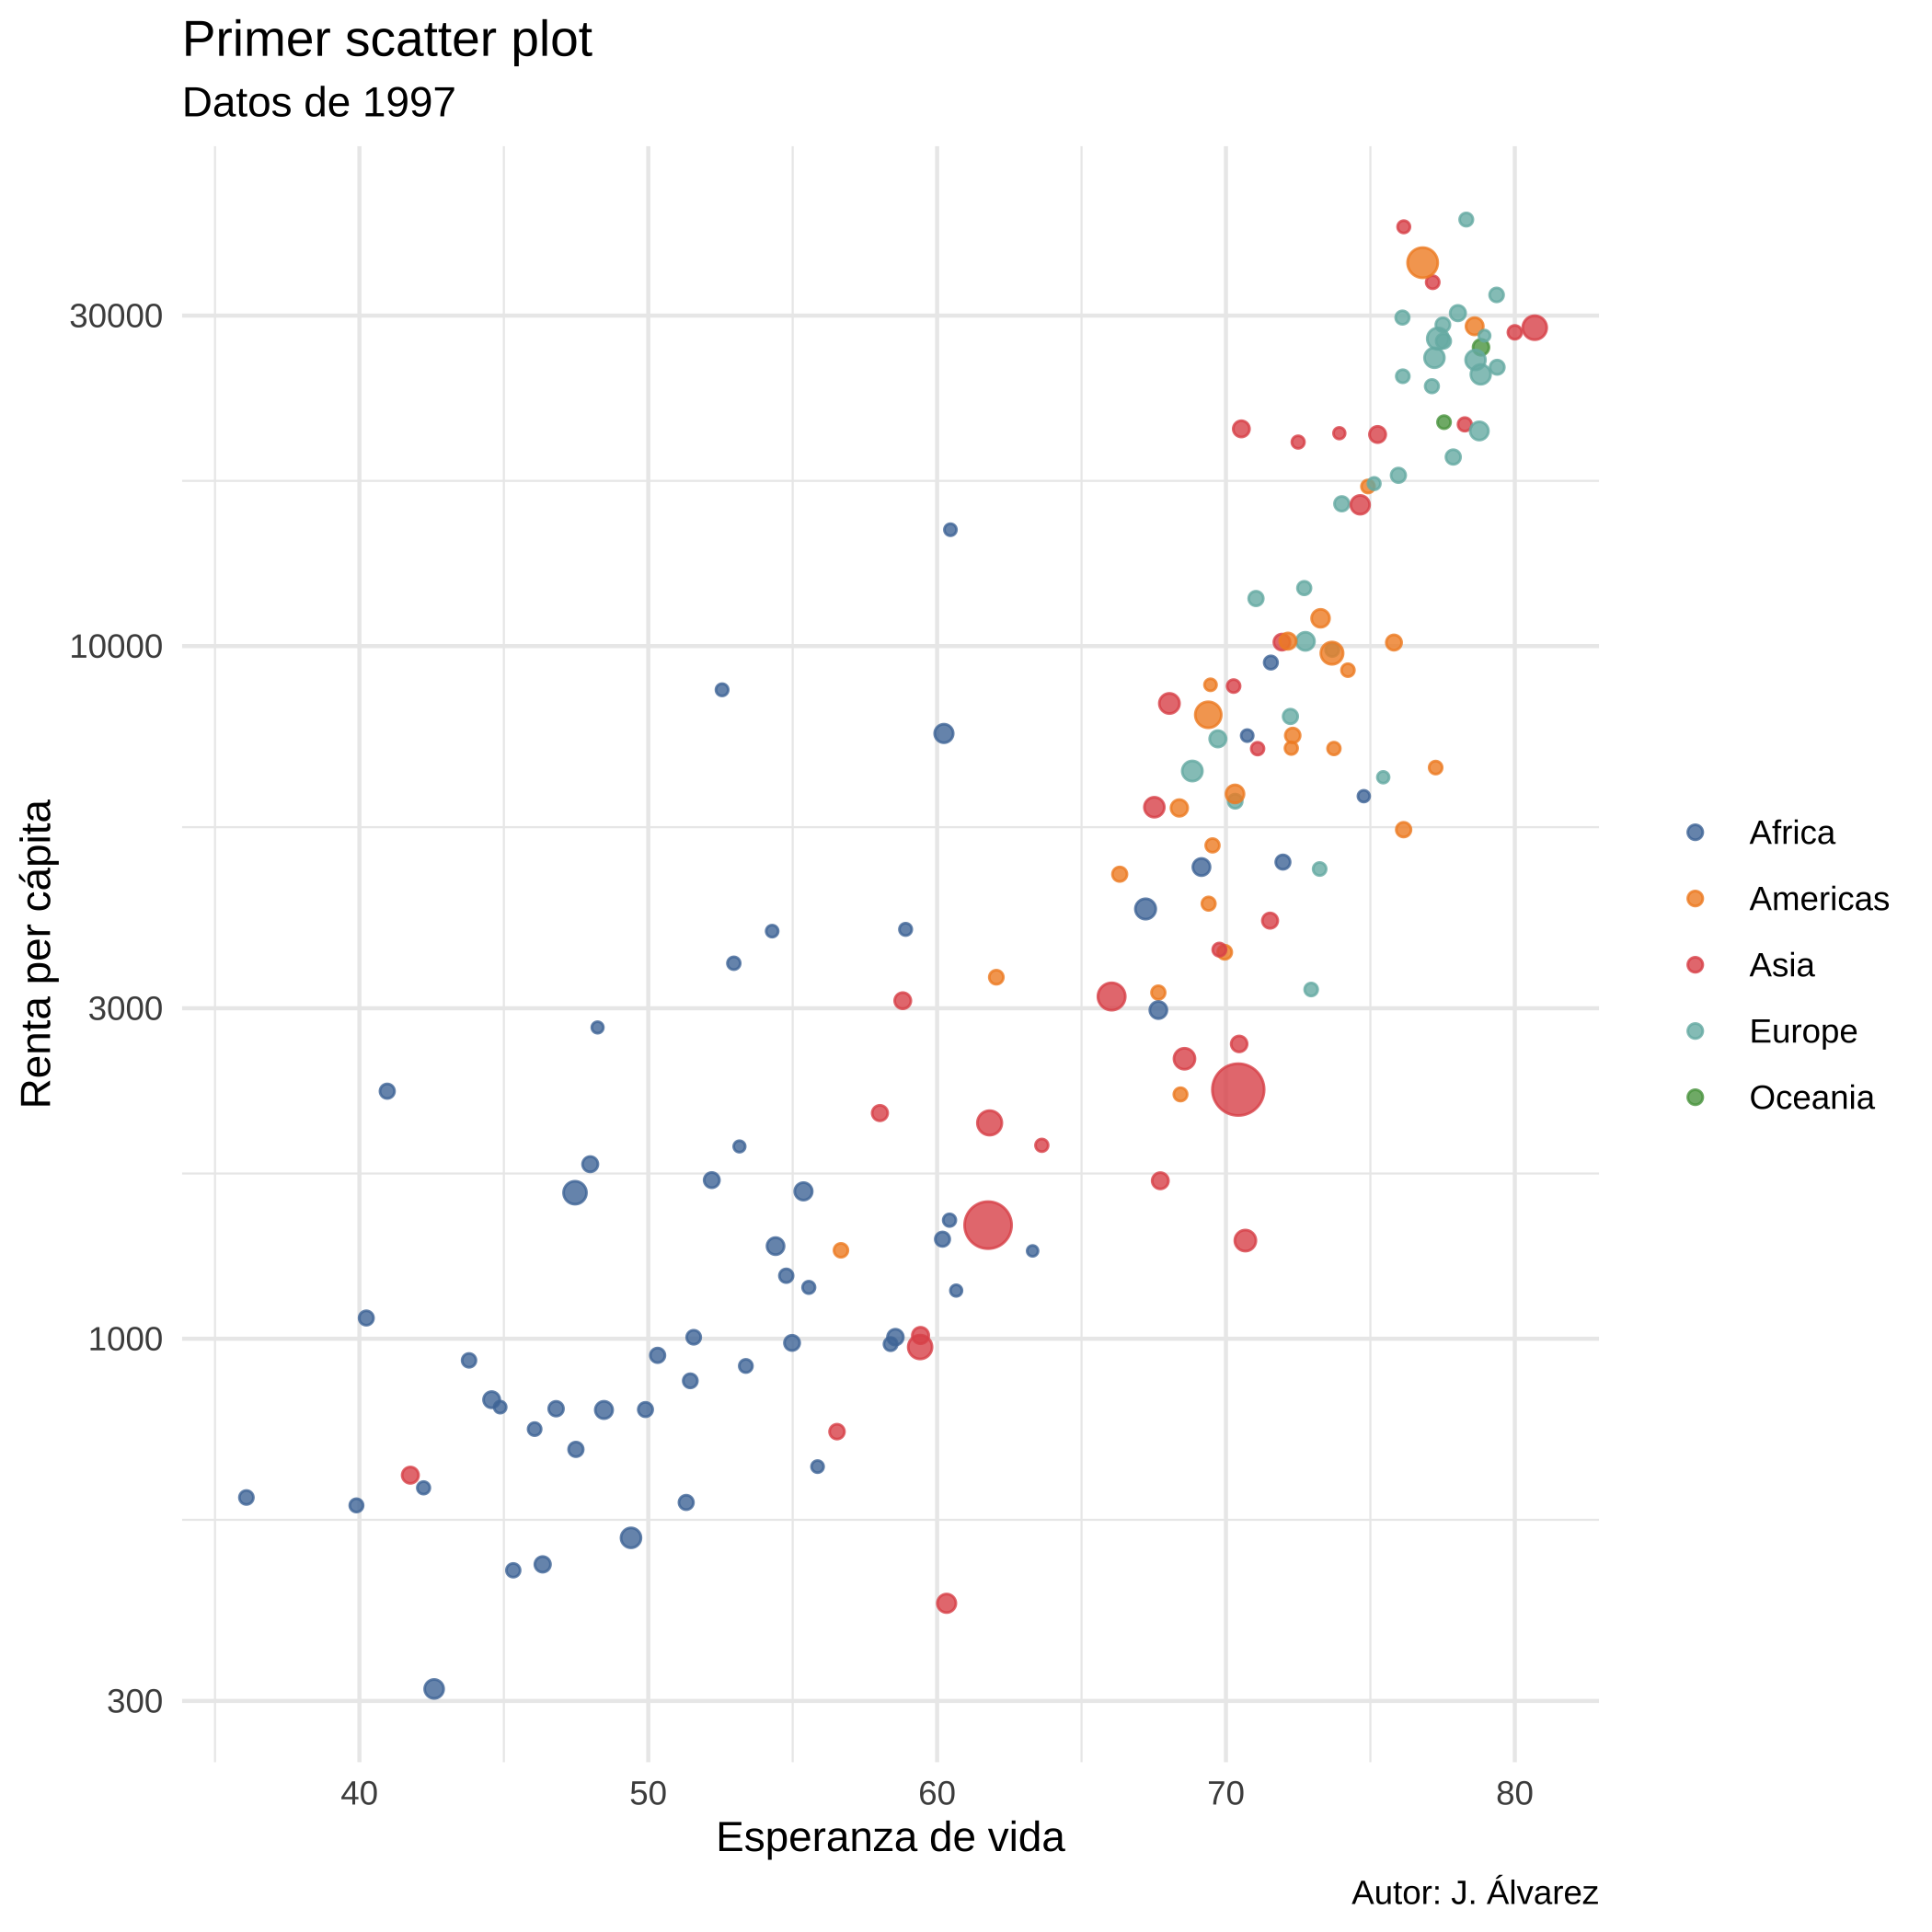 Primer scatter plot
Datos de 1997
Renta per cápita
30000
10000
3000
1000
300
40 50 60 70 80
Esperanza de vida
Africa
Americas
Asia
Europe
Oceania
Autor: J. Álvarez